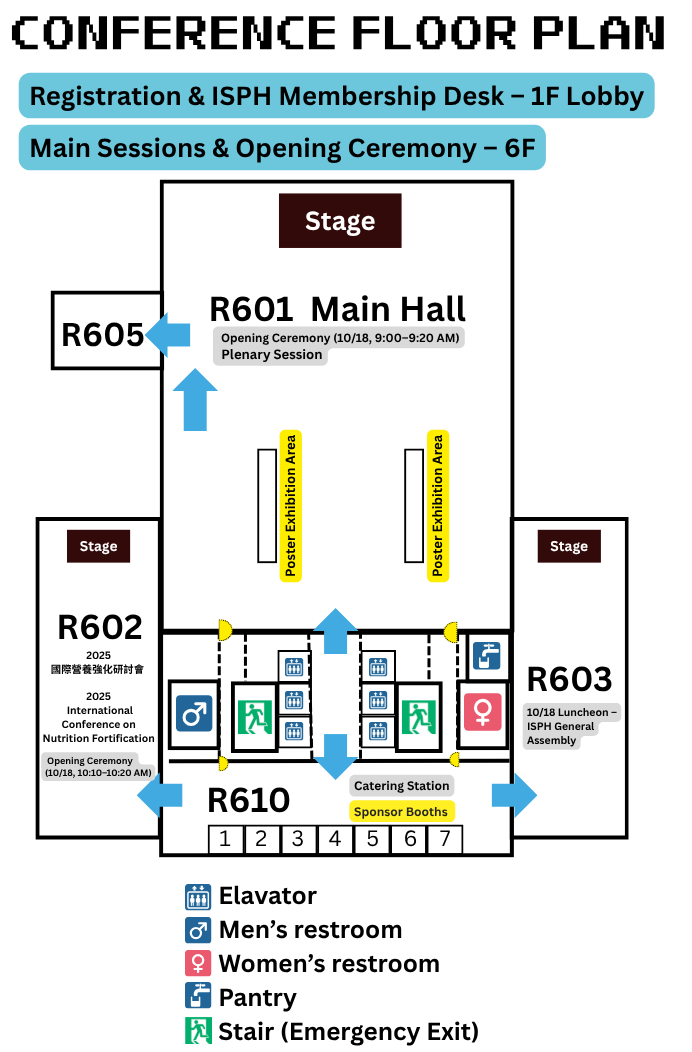 CONFERENCE FLOOR PLAN
Registration & ISPH Membership Desk – 1F Lobby
Main Sessions & Opening Ceremony – 6F
Stage
R601 Main Hall
Opening Ceremony (10/18, 9:00–9:20 AM)
Plenary Session
R605
Poster Exhibition Area
Poster Exhibition Area
Stage
R602
2025
國際營養強化研討會
2025
International
Conference on
Nutrition Fortification
Opening Ceremony
(10/18, 10:10–10:20 AM)
Stage
R603
10/18 Luncheon –
ISPH General
Assembly
R610
Catering Station
Sponsor Booths
1 2 3 4 5 6 7
Elavator
Men's restroom
Women's restroom
Pantry
Stair (Emergency Exit)